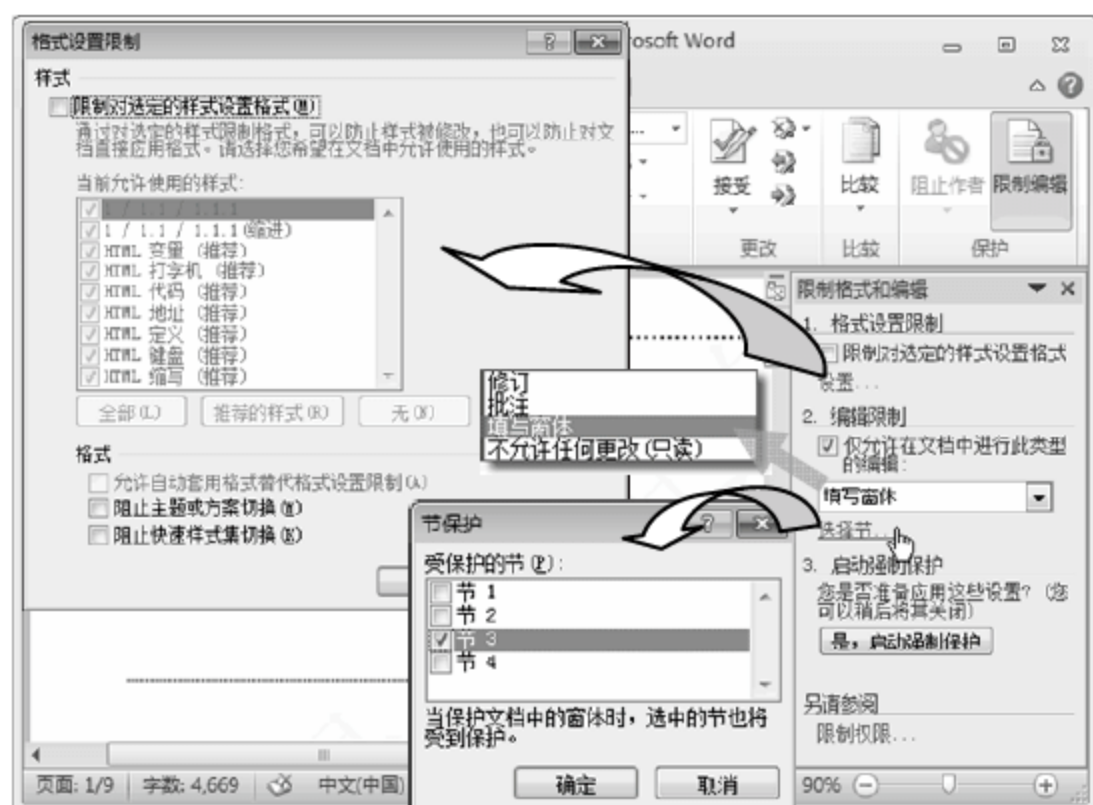 格式设置限制
样式
限制对选定的样式设置格式(M)
通过对选定的样式限制格式，可以防止样式被修改，也可以防止对文
档直接应用格式。请选择您希望在文档中允许使用的样式。
当前允许使用的样式:
1 / 1.1 / 1.1.1
1 / 1.1 / 1.1.1(缩进)
HTML 变量 (推荐)
HTML 打字机 (推荐)
HTML 代码 (推荐)
HTML 地址 (推荐)
HTML 定义 (推荐)
HTML 键盘 (推荐)
HTML 缩写 (推荐)
全部(L)
推荐的样式(R)
无(N)
格式
允许自动套用格式替代格式设置限制(A)
阻止主题或方案切换(W)
阻止快速样式集切换(K)
rosoft Word
接受
比较
阻止作者
限制编辑
更改
比较
保护
修订
批注
填写窗体
不允许任何更改(只读)
节保护
受保护的节(P):
节 1
节 2
节 3
节 4
当保护文档中的窗体时，选中的节也将
受到保护。
确定
取消
限制格式和编辑
1. 格式设置限制
限制对选定的样式设置格式
设置...
2. 编辑限制
仅允许在文档中进行此类型
的编辑:
填写窗体
选择节...
3. 启动强制保护
您是否准备应用这些设置? (您
可以稍后将其关闭)
是，启动强制保护
另请参阅
限制权限...
页面: 1/9
字数: 4,669
中文(中国)
90%